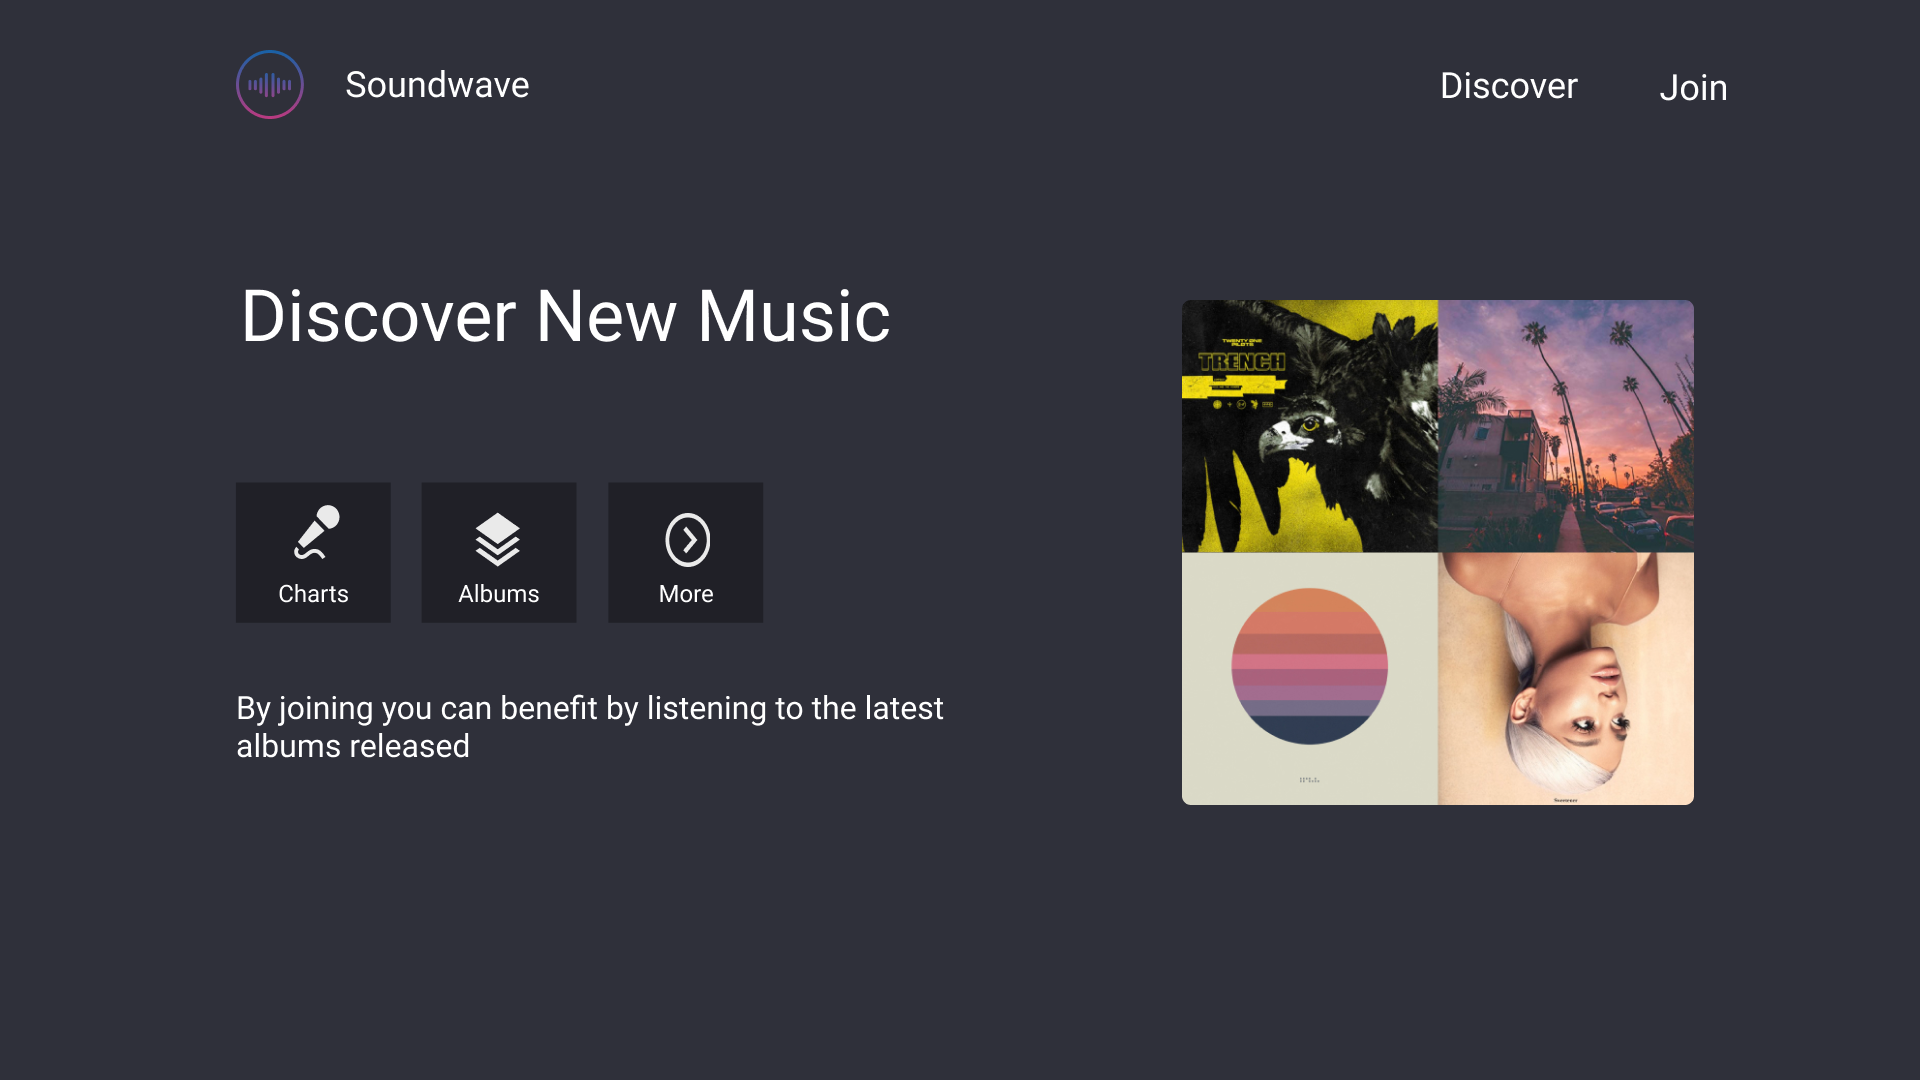 Soundwave
Discover
Join
Discover New Music
TWENTY ONE
PILOTS
TRENCH
Charts
Albums
More
By joining you can benefit by listening to the latest
albums released